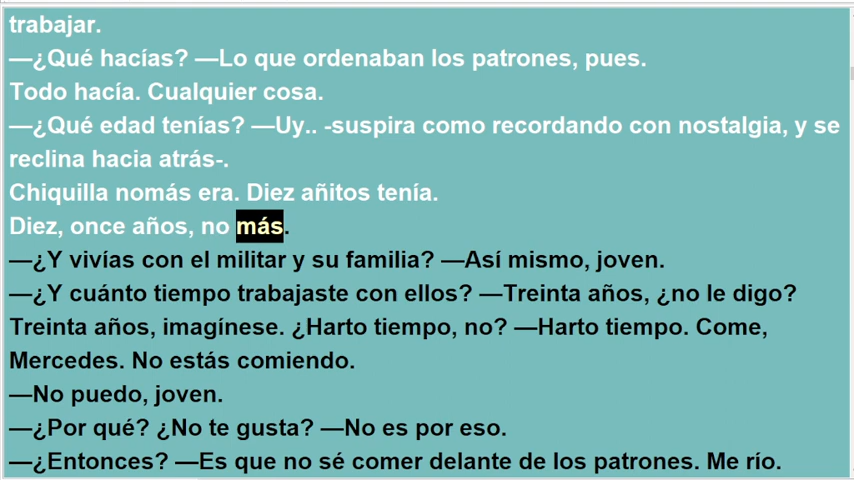 trabajar.
—¿Qué hacías? —Lo que ordenaban los patrones, pues.
Todo hacía. Cualquier cosa.
—¿Qué edad tenías? —Uy.. -suspira como recordando con nostalgia, y se
reclina hacia atrás-.
Chiquilla nomás era. Diez añitos tenía.
Diez, once años, no más.
—¿Y vivías con el militar y su familia? —Así mismo, joven.
—¿Y cuánto tiempo trabajaste con ellos? —Treinta años, ¿no le digo?
Treinta años, imagínese. ¿Harto tiempo, no? —Harto tiempo. Come,
Mercedes. No estás comiendo.
—No puedo, joven.
—¿Por qué? ¿No te gusta? —No es por eso.
—¿Entonces? —Es que no sé comer delante de los patrones. Me río.